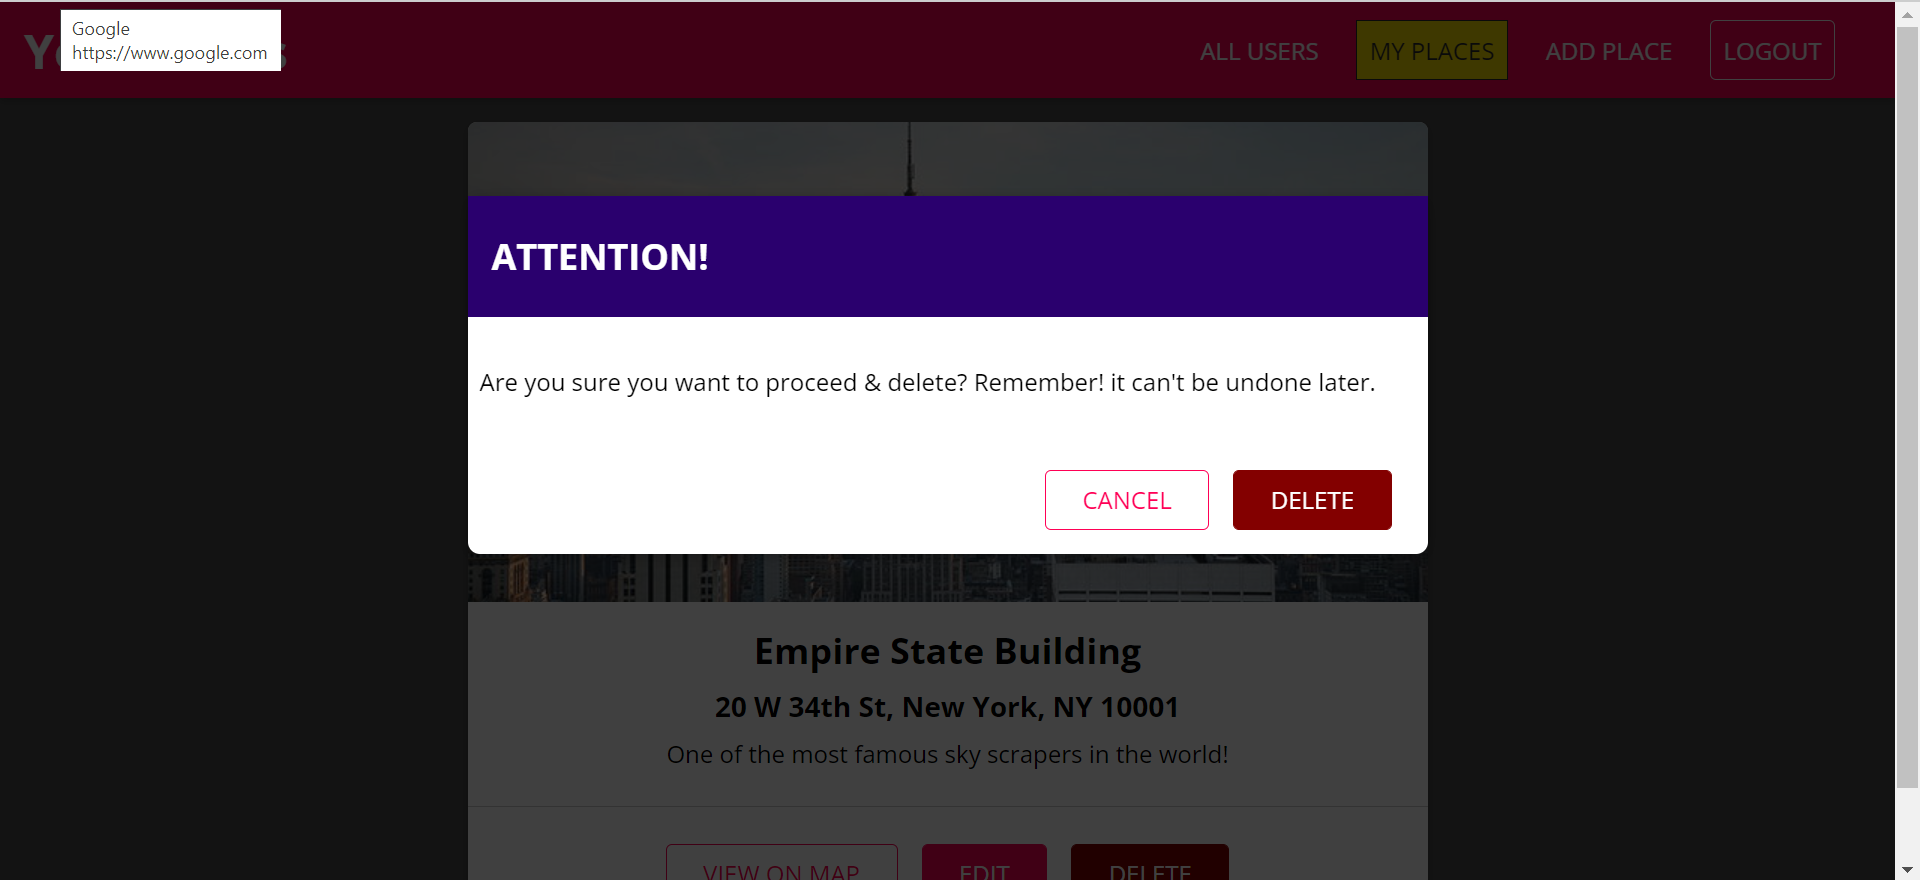 Google
https://www.google.com
ALL USERS
MY PLACES
ADD PLACE
LOGOUT
ATTENTION!
Are you sure you want to proceed & delete? Remember! it can't be undone later.
CANCEL
DELETE
Empire State Building
20 W 34th St, New York, NY 10001
One of the most famous sky scrapers in the world!
VIEW ON MAP
EDIT
DELETE